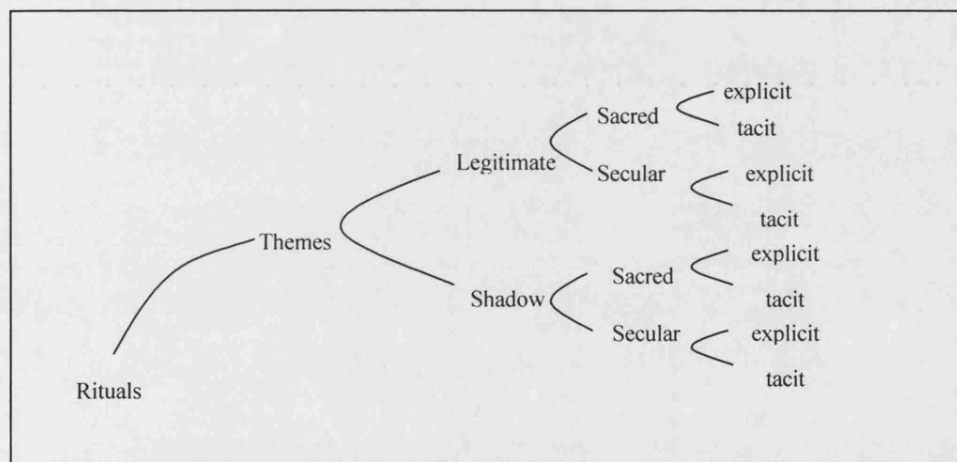 explicit
Sacred
tacit
Legitimate
Secular
explicit
tacit
Themes
explicit
Sacred
tacit
Shadow
explicit
Secular
tacit
Rituals